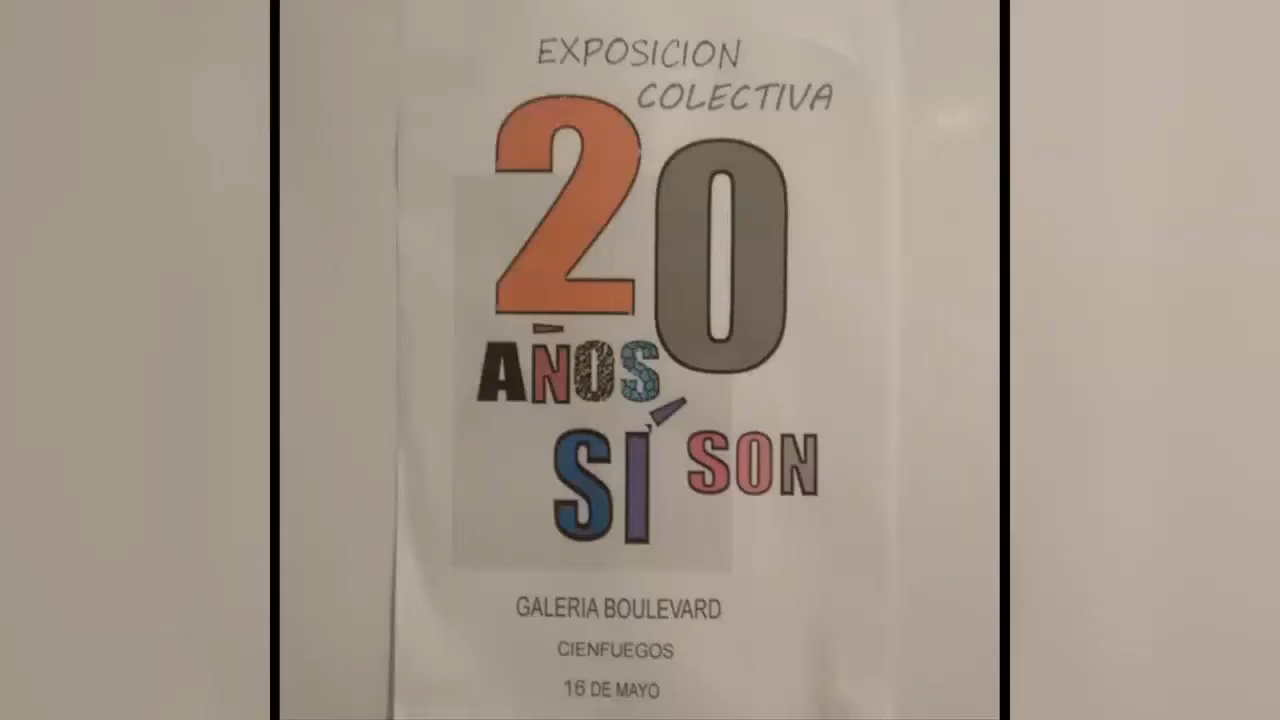 EXPOSICION
COLECTIVA
20
AÑOS
SÍ SON
GALERIA BOULEVARD
CIENFUEGOS
16 DE MAYO